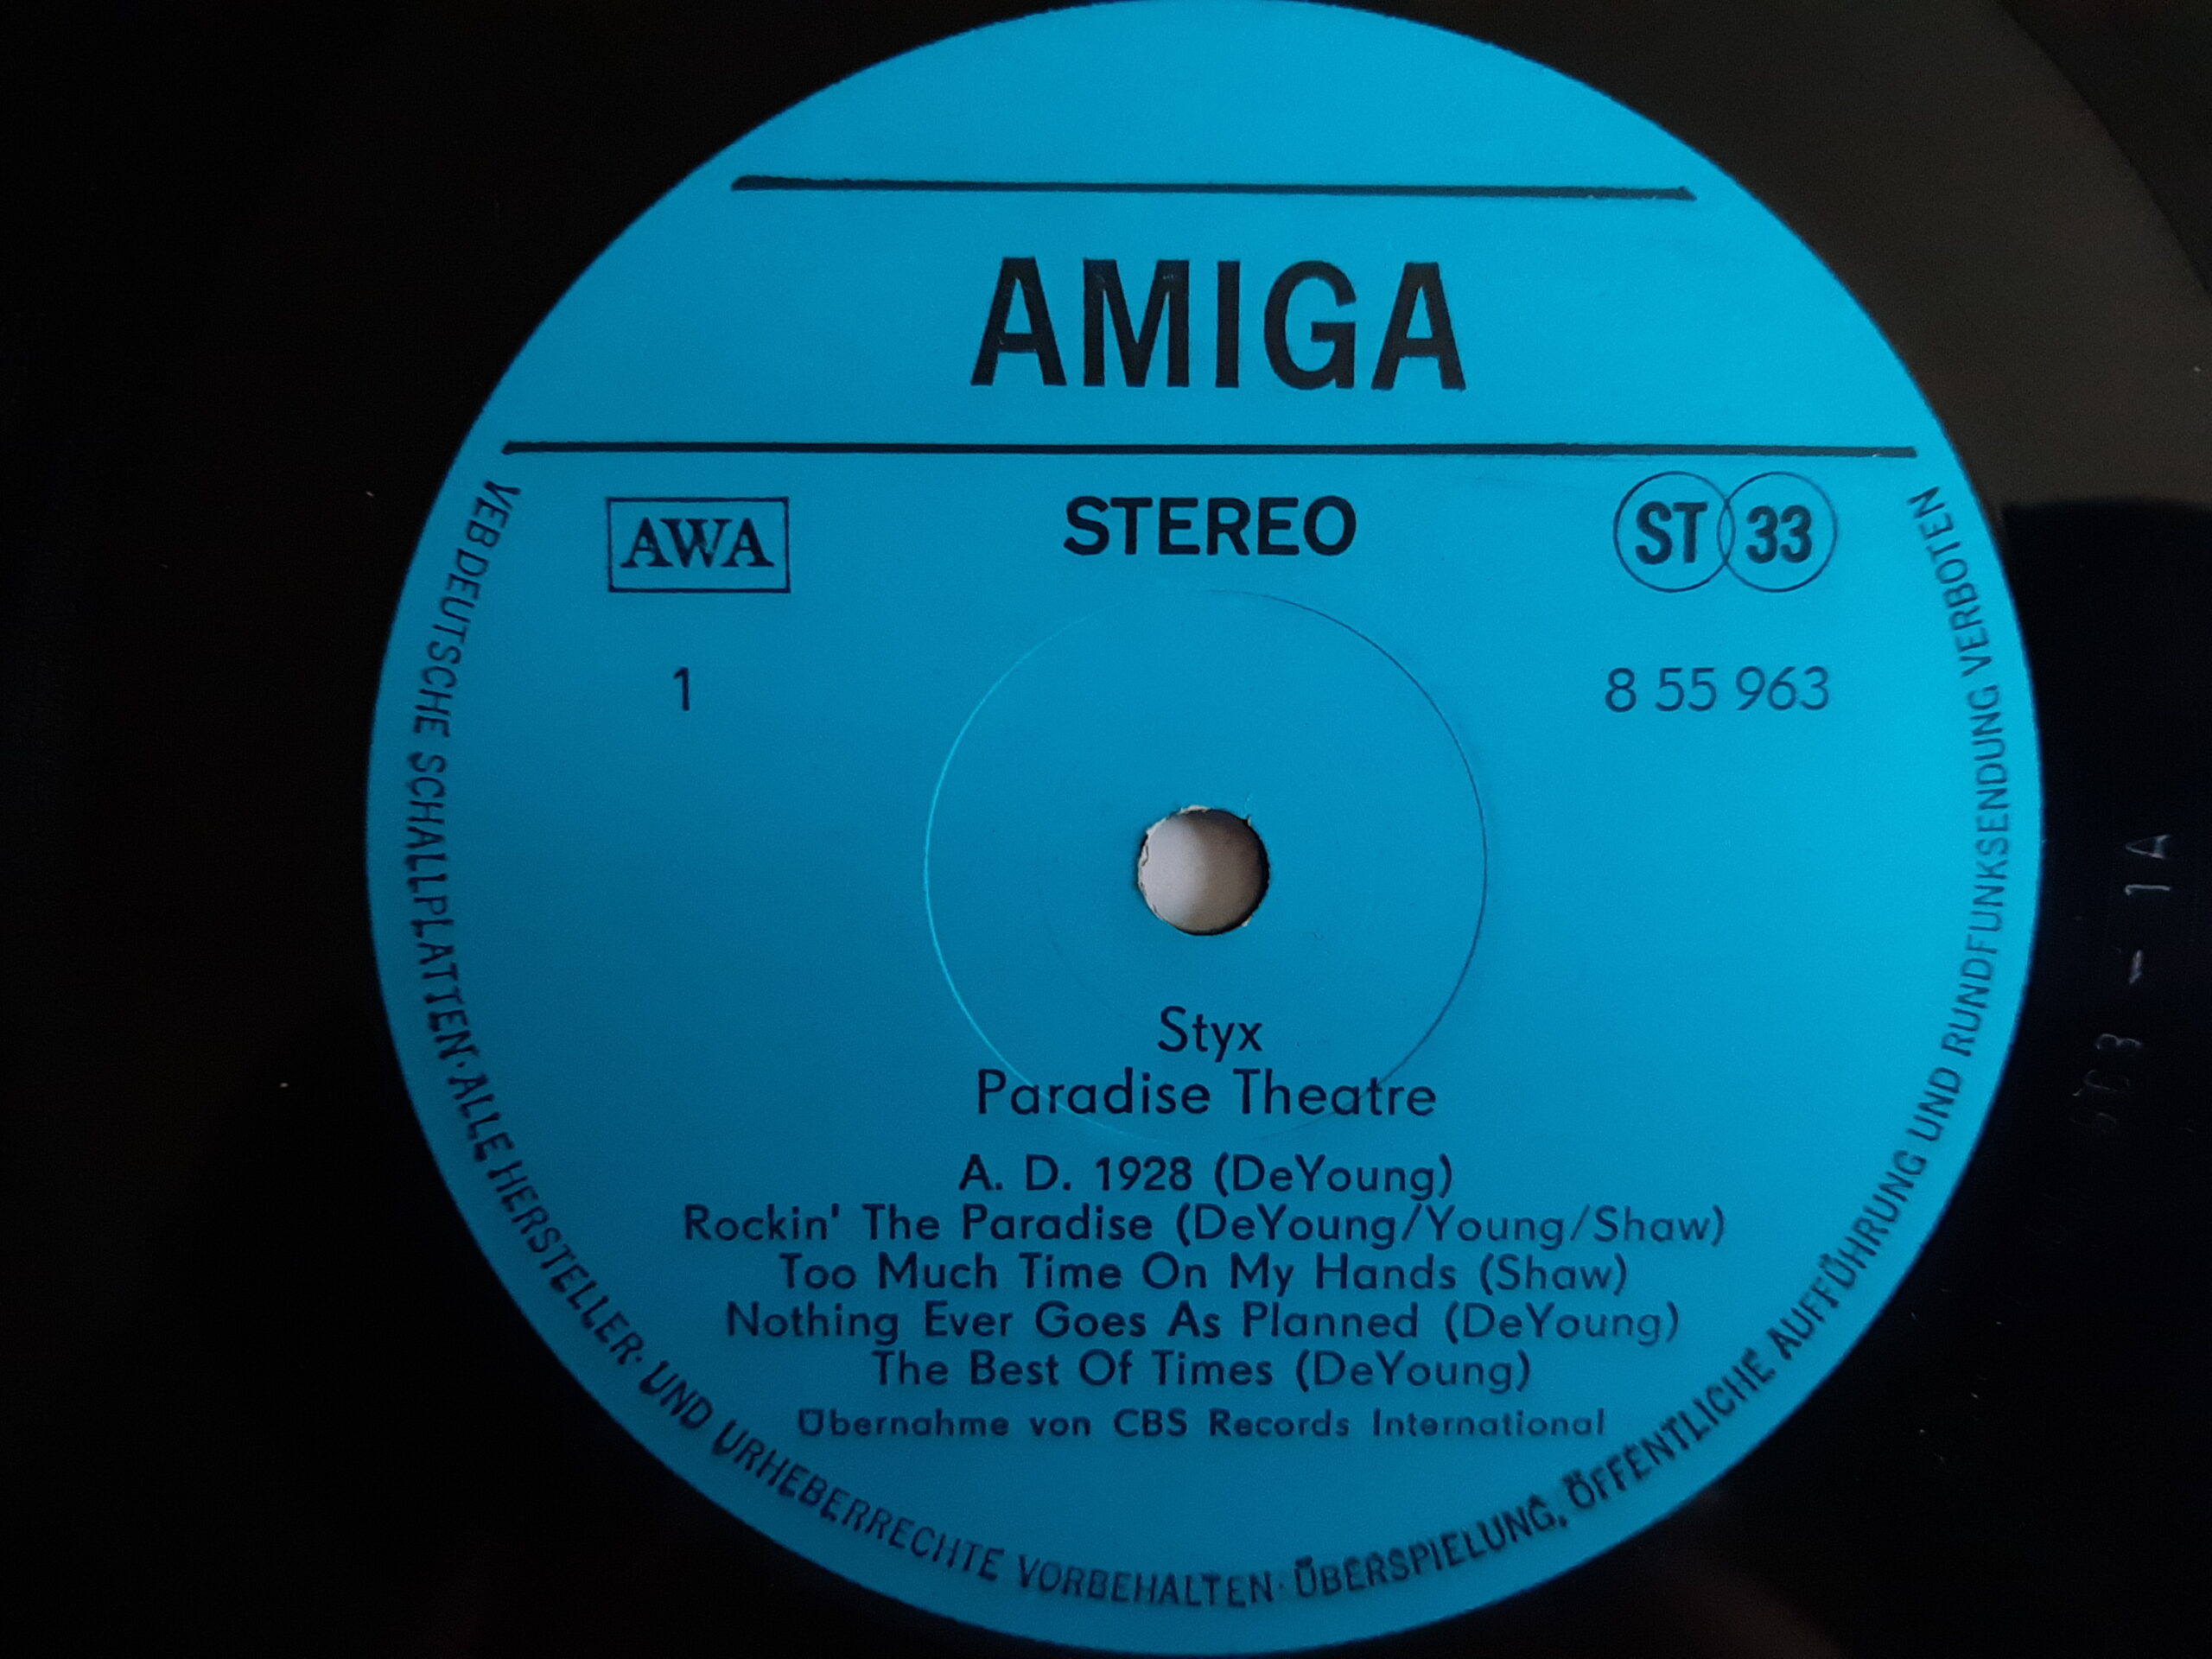 AMIGA
AWA
STEREO
ST 33
1
8 55 963
Styx
Paradise Theatre
A. D. 1928 (DeYoung)
Rockin' The Paradise (DeYoung/Young/Shaw)
Too Much Time On My Hands (Shaw)
Nothing Ever Goes As Planned (DeYoung)
The Best Of Times (DeYoung)
Übernahme von CBS Records International
VEB DEUTSCHE SCHALLPLATTEN · ALLE HERSTELLER- UND URHEBERRECHTE VORBEHALTEN · ÜBERSPIELUNG, ÖFFENTLICHE AUFFÜHRUNG UND RUNDFUNKSENDUNG VERBOTEN
- 1A